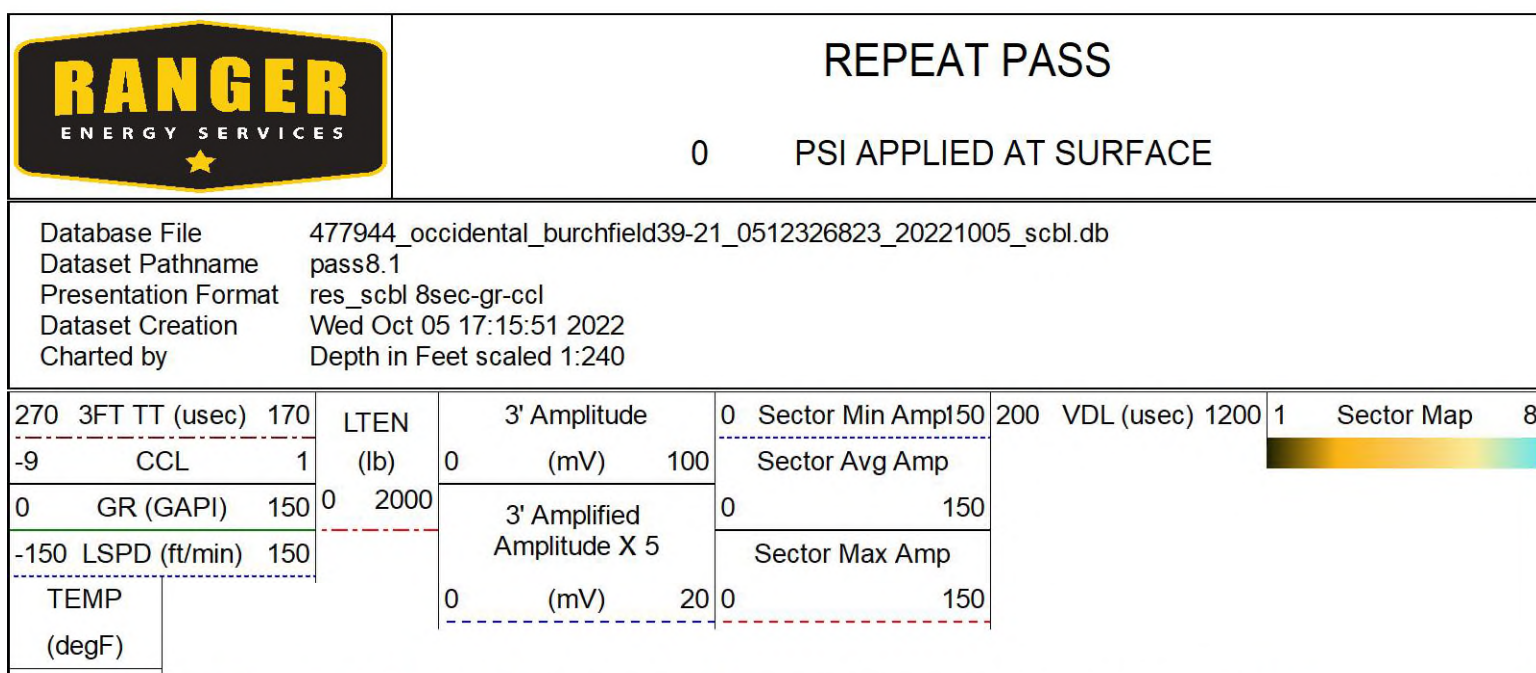 RANGER
ENERGY SERVICES
REPEAT PASS
0 PSI APPLIED AT SURFACE
Database File 477944_occidental_burchfield39-21_0512326823_20221005_scbl.db
Dataset Pathname pass8.1
Presentation Format res_scbl 8sec-gr-ccl
Dataset Creation Wed Oct 05 17:15:51 2022
Charted by Depth in Feet scaled 1:240
270 3FT TT (usec) 170
-9 CCL 1
0 GR (GAPI) 150
-150 LSPD (ft/min) 150
TEMP
(degF)
LTEN
(lb)
0 2000
3' Amplitude
0 (mV) 100
3' Amplified
Amplitude X 5
0 (mV) 20
0 Sector Min Amp 150
Sector Avg Amp
0 150
Sector Max Amp
0 150
200 VDL (usec) 1200
1 Sector Map 8